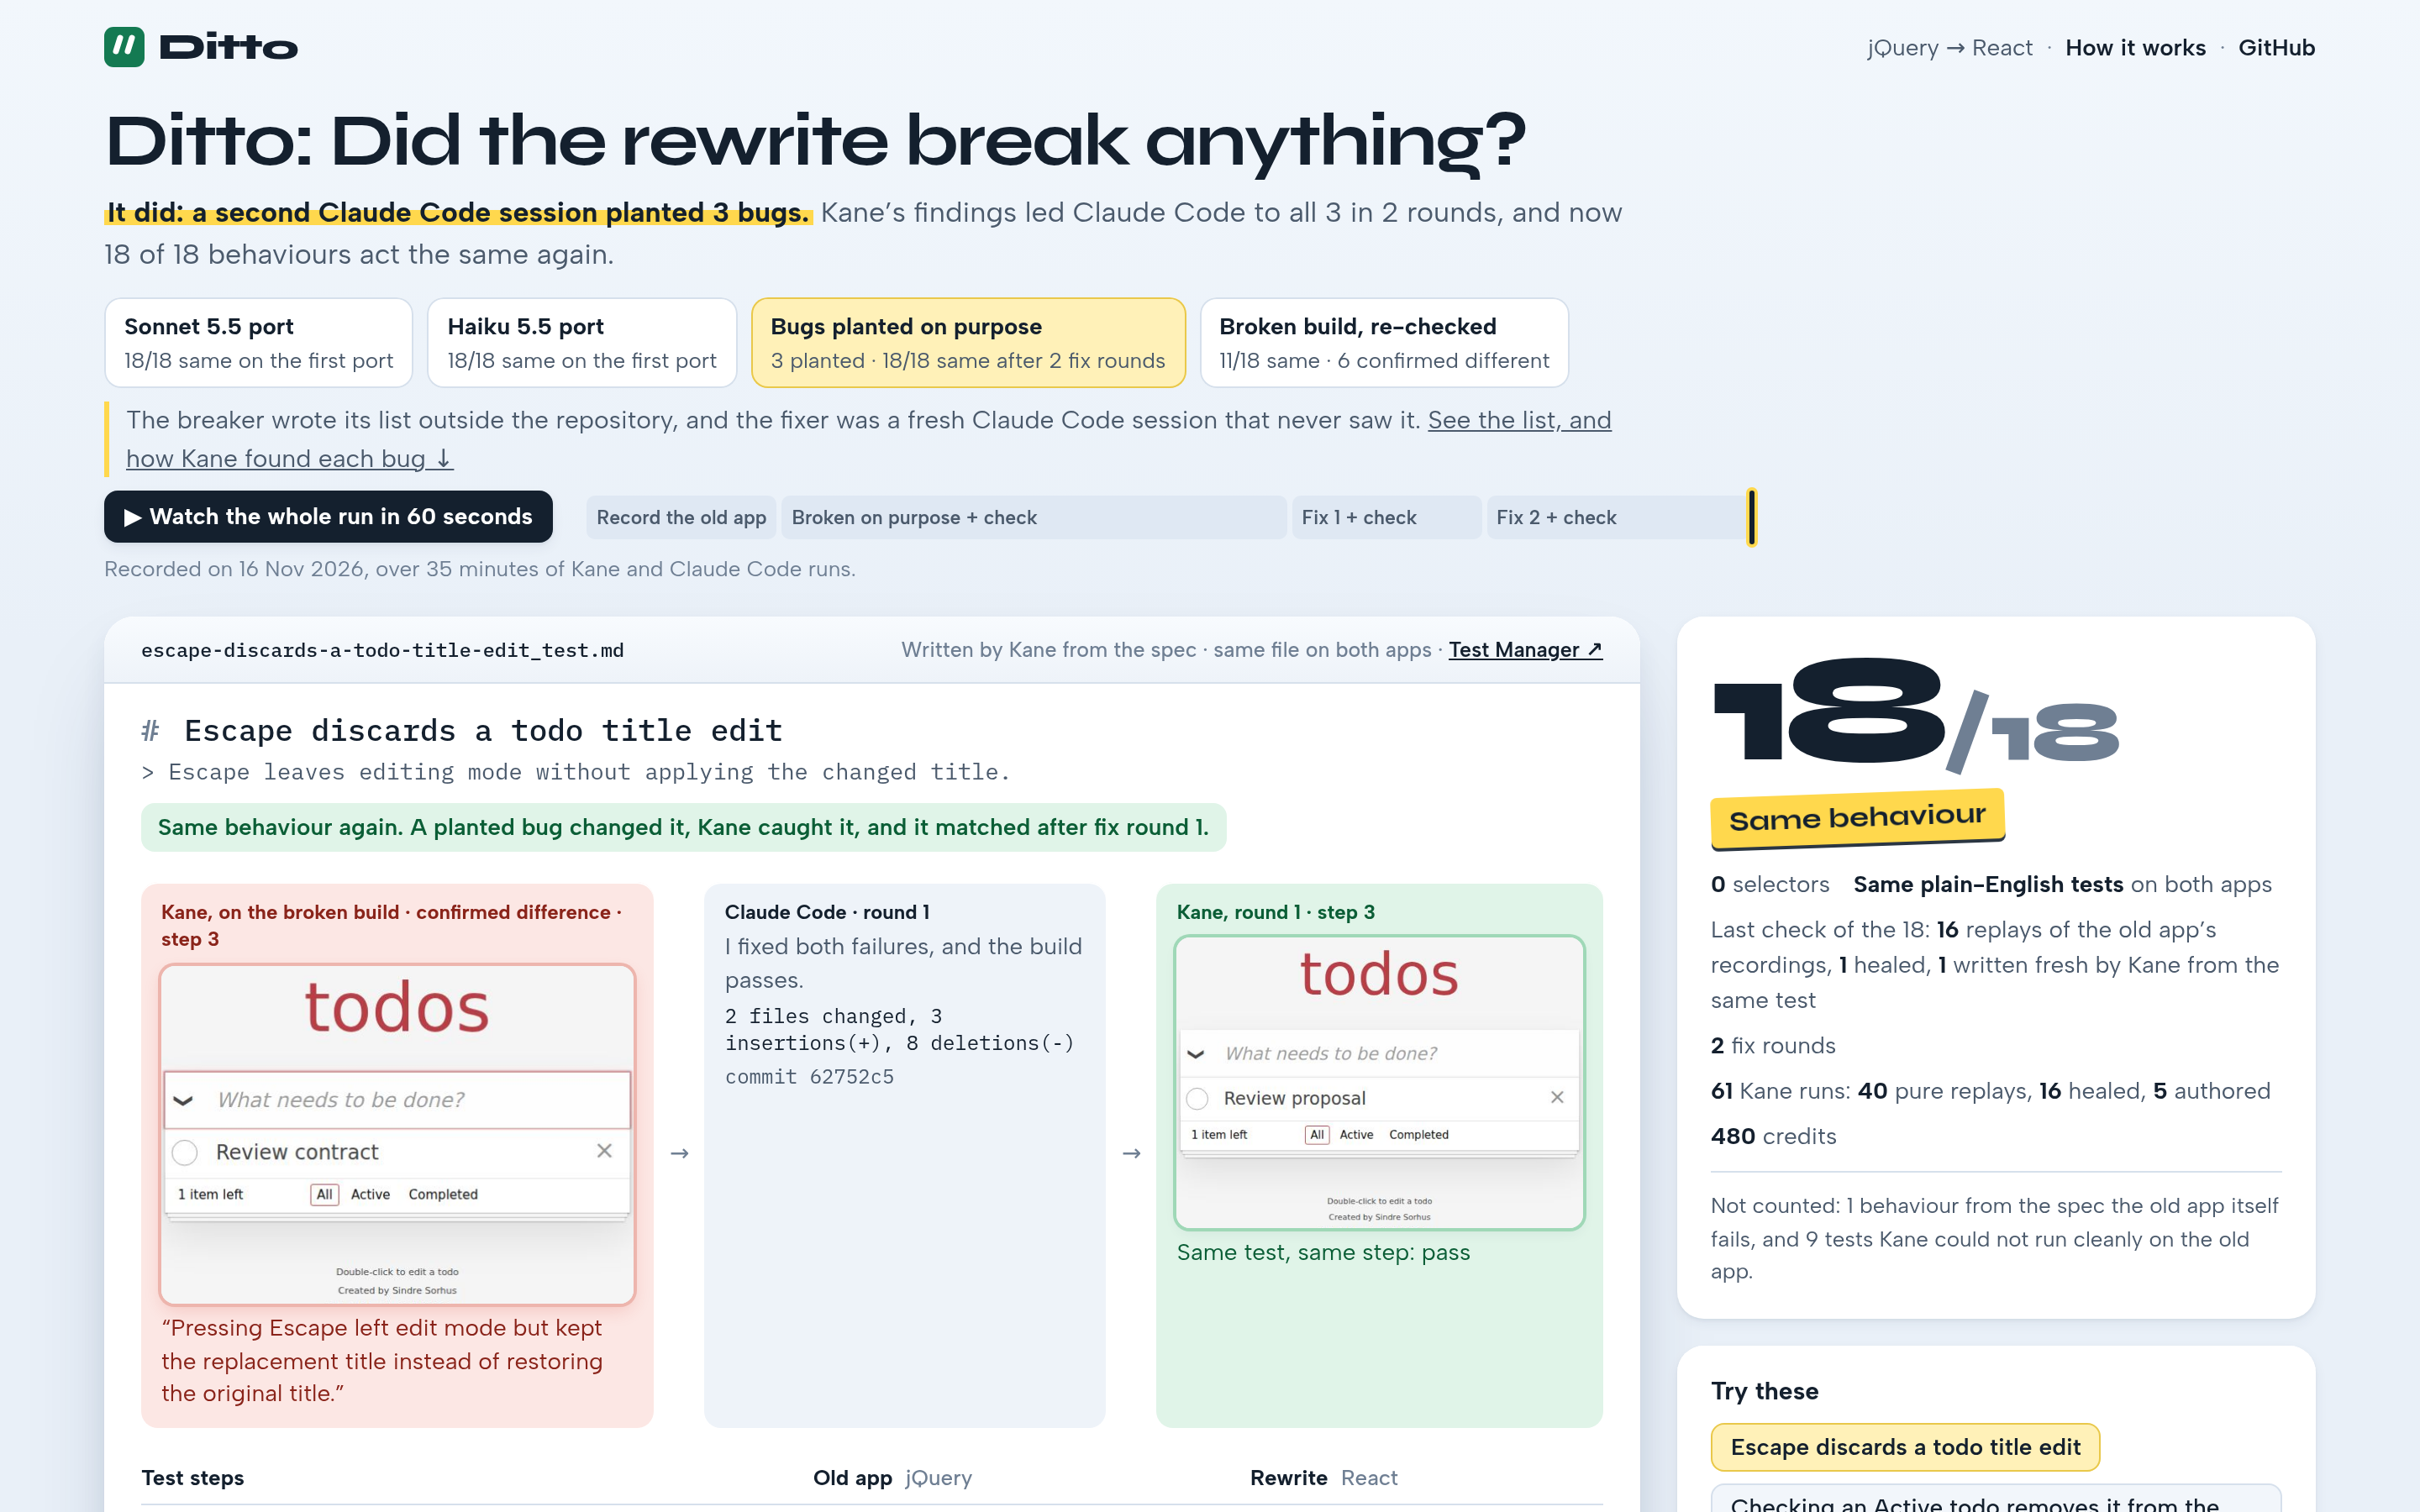 Ditto
jQuery → React · How it works · GitHub
Ditto: Did the rewrite break anything?
It did: a second Claude Code session planted 3 bugs. Kane’s findings led Claude Code to all 3 in 2 rounds, and now
18 of 18 behaviours act the same again.
Sonnet 5.5 port
18/18 same on the first port
Haiku 5.5 port
18/18 same on the first port
Bugs planted on purpose
3 planted · 18/18 same after 2 fix rounds
Broken build, re-checked
11/18 same · 6 confirmed different
The breaker wrote its list outside the repository, and the fixer was a fresh Claude Code session that never saw it. See the list, and
how Kane found each bug ↓
▶ Watch the whole run in 60 seconds
Record the old app
Broken on purpose + check
Fix 1 + check
Fix 2 + check
Recorded on 16 Nov 2026, over 35 minutes of Kane and Claude Code runs.
escape-discards-a-todo-title-edit_test.md
Written by Kane from the spec · same file on both apps · Test Manager ↗
# Escape discards a todo title edit
> Escape leaves editing mode without applying the changed title.
Same behaviour again. A planted bug changed it, Kane caught it, and it matched after fix round 1.
Kane, on the broken build · confirmed difference ·
step 3
todos
What needs to be done?
Review contract
1 item left All Active Completed
Double-click to edit a todo
Created by Sindre Sorhus
“Pressing Escape left edit mode but kept
the replacement title instead of restoring
the original title.”
→
Claude Code · round 1
I fixed both failures, and the build
passes.
2 files changed, 3
insertions(+), 8 deletions(-)
commit 62752c5
→
Kane, round 1 · step 3
todos
What needs to be done?
Review proposal
1 item left All Active Completed
Double-click to edit a todo
Created by Sindre Sorhus
Same test, same step: pass
Test steps
Old app jQuery
Rewrite React
18/18
Same behaviour
0 selectors Same plain-English tests on both apps
Last check of the 18: 16 replays of the old app’s
recordings, 1 healed, 1 written fresh by Kane from the
same test
2 fix rounds
61 Kane runs: 40 pure replays, 16 healed, 5 authored
480 credits
Not counted: 1 behaviour from the spec the old app itself
fails, and 9 tests Kane could not run cleanly on the old
app.
Try these
Escape discards a todo title edit
Checking an Active todo removes it from the